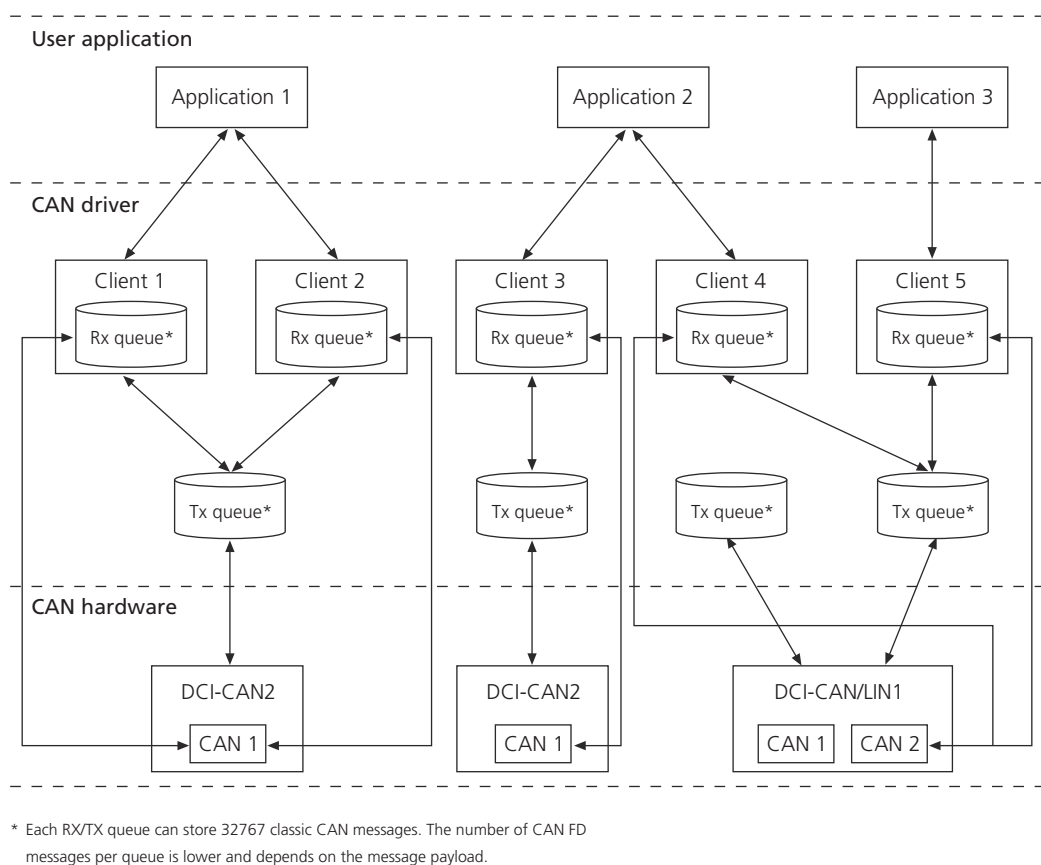 User application
Application 1
Application 2
Application 3
CAN driver
Client 1
Client 2
Client 3
Client 4
Client 5
Rx queue*
Rx queue*
Rx queue*
Rx queue*
Rx queue*
Tx queue*
Tx queue*
Tx queue*
Tx queue*
CAN hardware
DCI-CAN2
DCI-CAN2
DCI-CAN/LIN1
CAN 1
CAN 1
CAN 1
CAN 2
* Each RX/TX queue can store 32767 classic CAN messages. The number of CAN FD
messages per queue is lower and depends on the message payload.